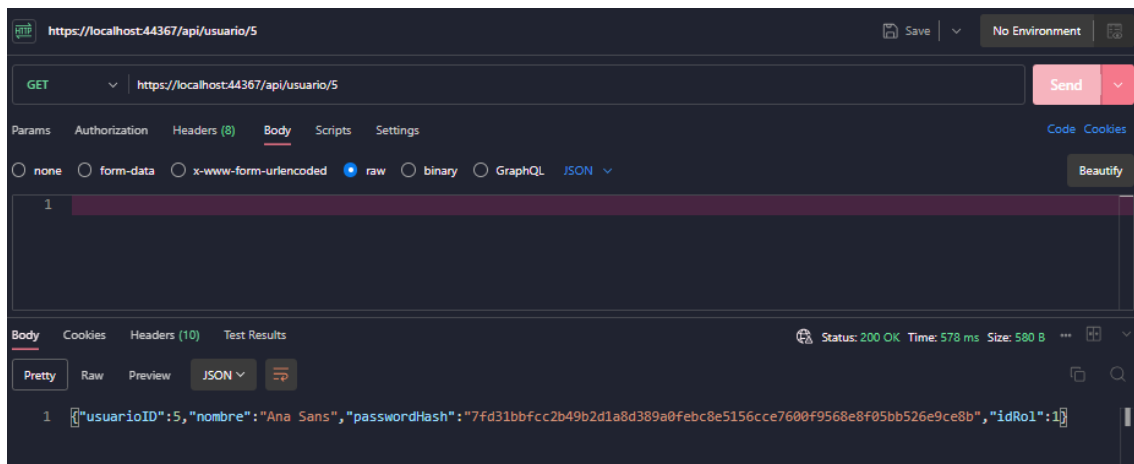 HTTP https://localhost:44367/api/usuario/5 Save No Environment
GET https://localhost:44367/api/usuario/5 Send
Params Authorization Headers (8) Body Scripts Settings Code Cookies
none form-data x-www-form-urlencoded raw binary GraphQL JSON Beautify
1
Body Cookies Headers (10) Test Results Status: 200 OK Time: 578 ms Size: 580 B
Pretty Raw Preview JSON
1 {"usuarioID":5,"nombre":"Ana Sans","passwordHash":"7fd31bbfcc2b49b2d1a8d389a0febc8e5156cce7600f9568e8f05bb526e9ce8b","idRol":1}